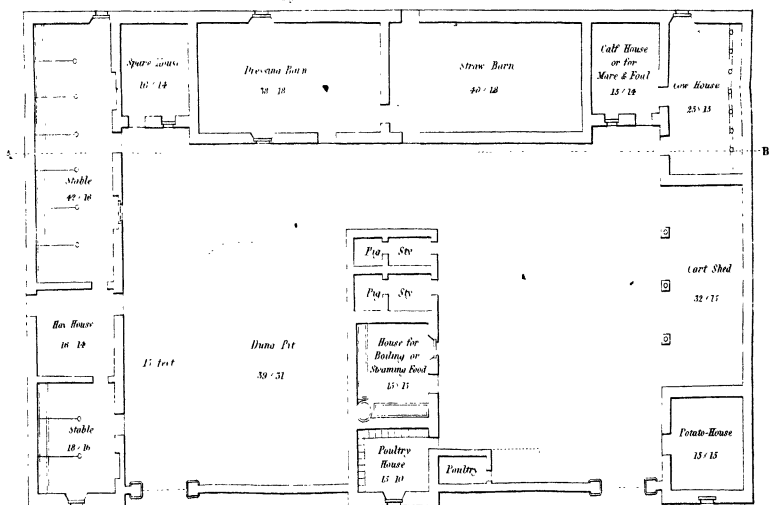 Spare House
16 / 14
Dressing Barn
38 18
Straw Barn
40 / 18
Calf House
or for
Mare & Foal
15 / 14
Cow House
25 / 15
A
B
Stable
42 / 16
Pig Sty
Pig Sty
Cart Shed
32 / 15
Hay House
16 14
15 feet
Dung Pit
59 / 51
House for
Boiling or
Steaming Food
15 / 15
Stable
18 / 16
Poultry
House
15 10
Poultry
Potato-House
15 / 15